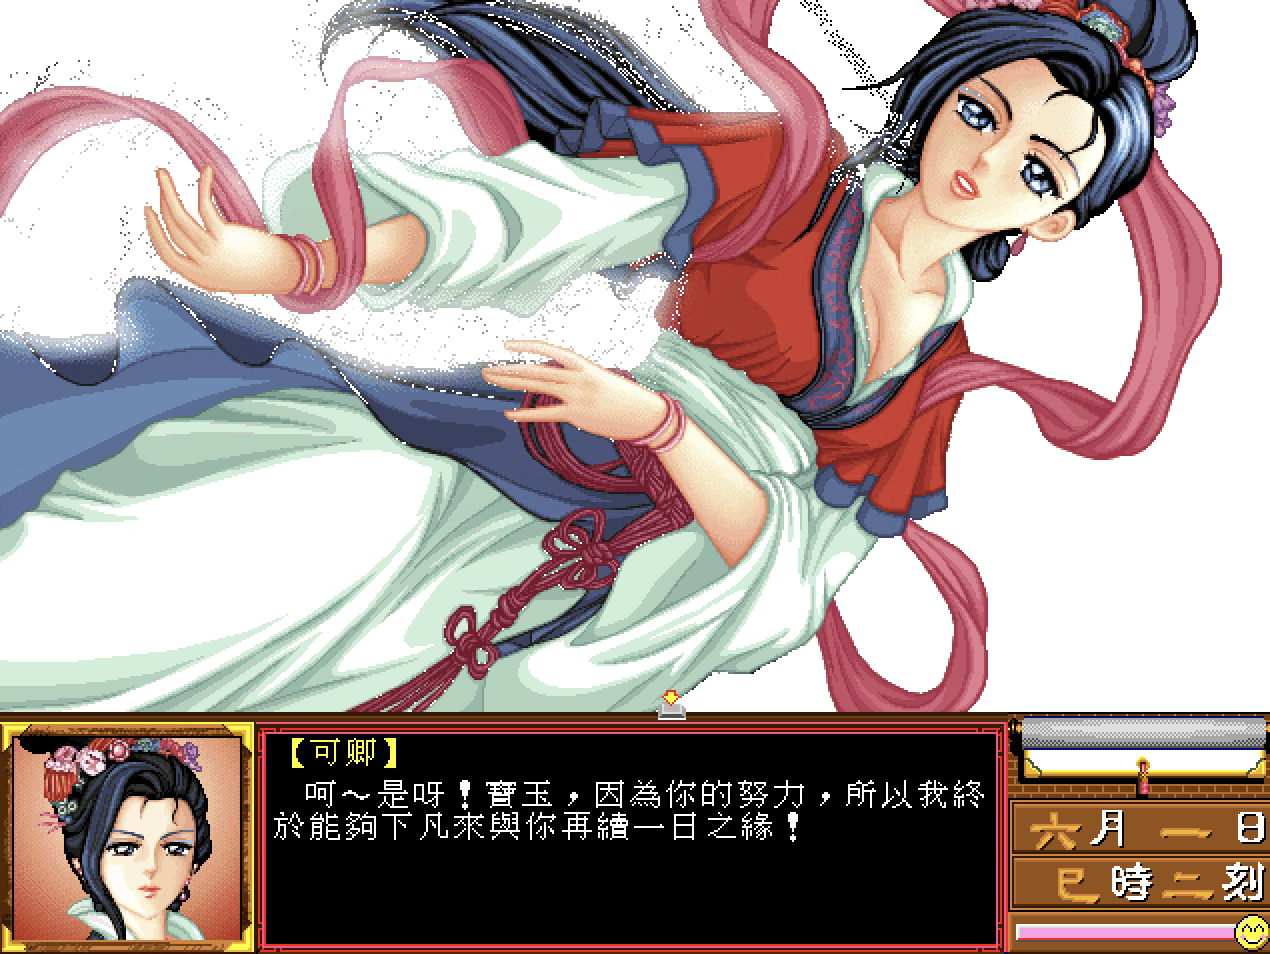 【可卿】
呵～是呀！寶玉，因為你的努力，所以我終
於能夠下凡來與你再續一日之緣！
六月一日
巳時二刻